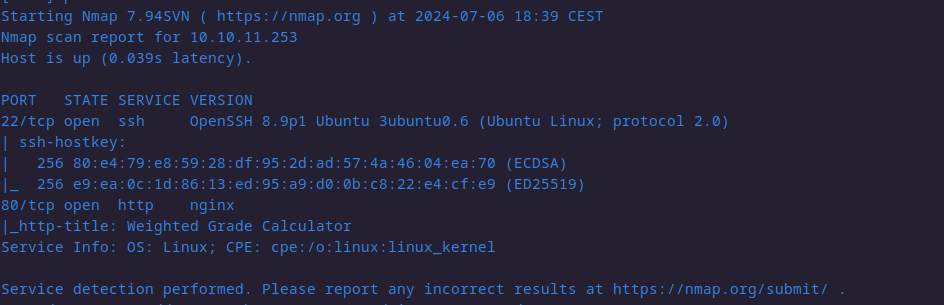 Starting Nmap 7.94SVN ( https://nmap.org ) at 2024-07-06 18:39 CEST
Nmap scan report for 10.10.11.253
Host is up (0.039s latency).
PORT   STATE SERVICE VERSION
22/tcp open  ssh     OpenSSH 8.9p1 Ubuntu 3ubuntu0.6 (Ubuntu Linux; protocol 2.0)
| ssh-hostkey:
|   256 80:e4:79:e8:59:28:df:95:2d:ad:57:4a:46:04:ea:70 (ECDSA)
|_  256 e9:ea:0c:1d:86:13:ed:95:a9:d0:0b:c8:22:e4:cf:e9 (ED25519)
80/tcp open  http    nginx
|_http-title: Weighted Grade Calculator
Service Info: OS: Linux; CPE: cpe:/o:linux:linux_kernel
Service detection performed. Please report any incorrect results at https://nmap.org/submit/ .